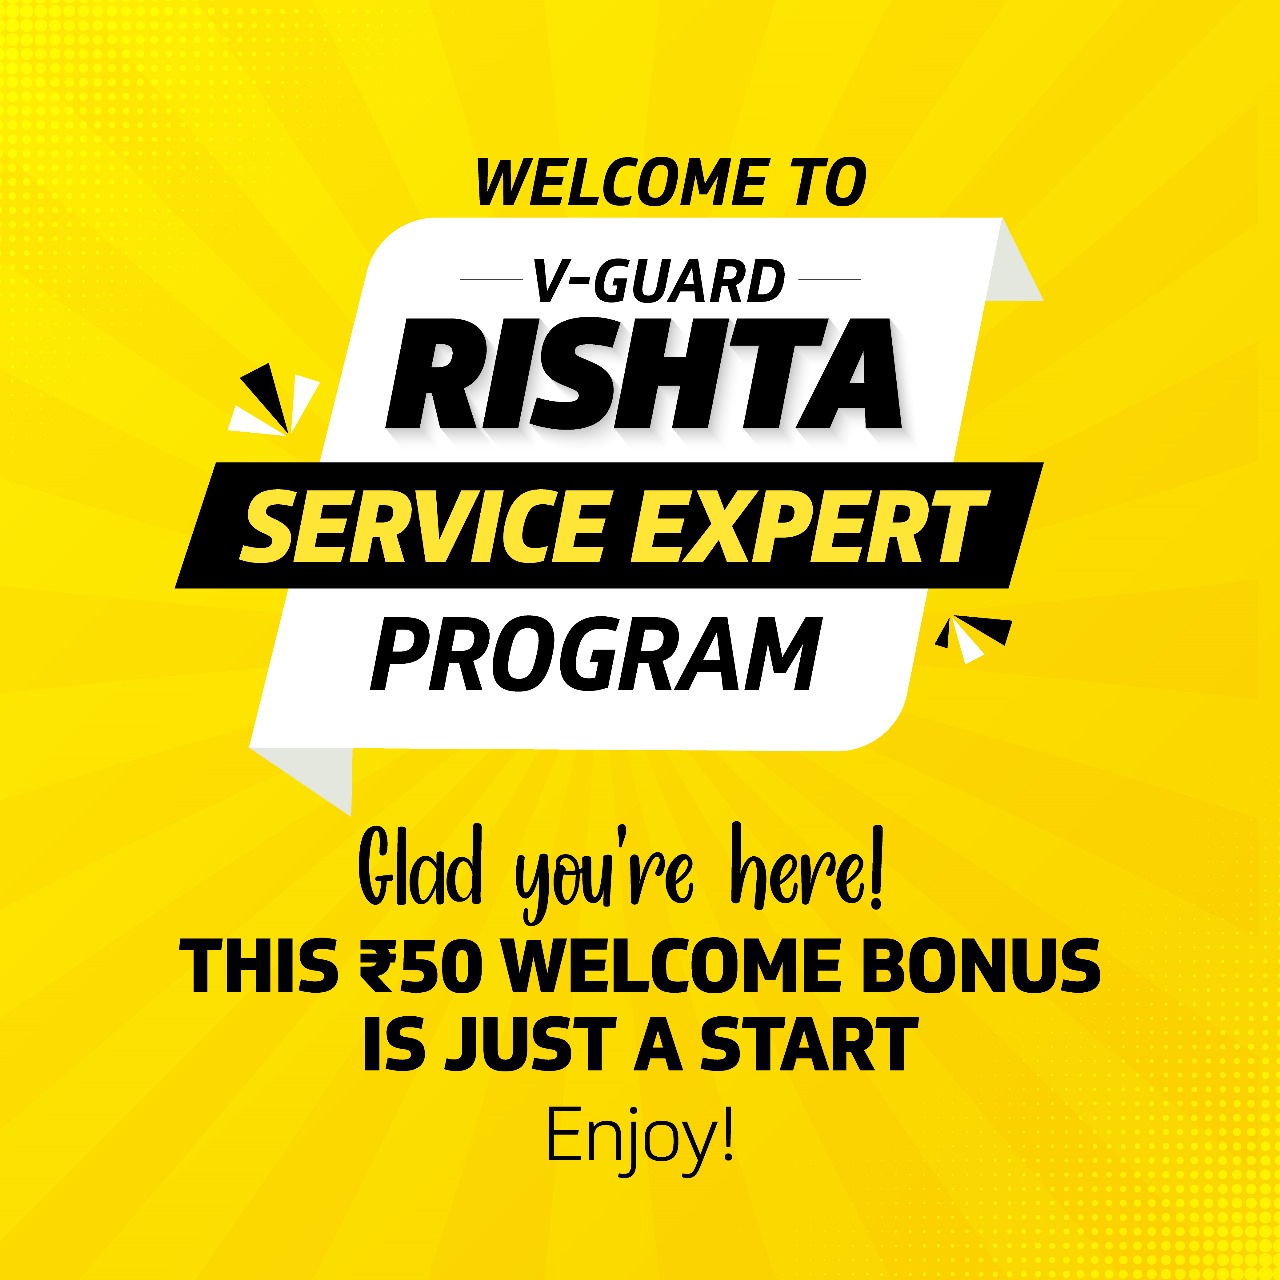 WELCOME TO
V-GUARD
RISHTA
SERVICE EXPERT
PROGRAM
Glad you're here!
THIS ₹50 WELCOME BONUS
IS JUST A START
Enjoy!